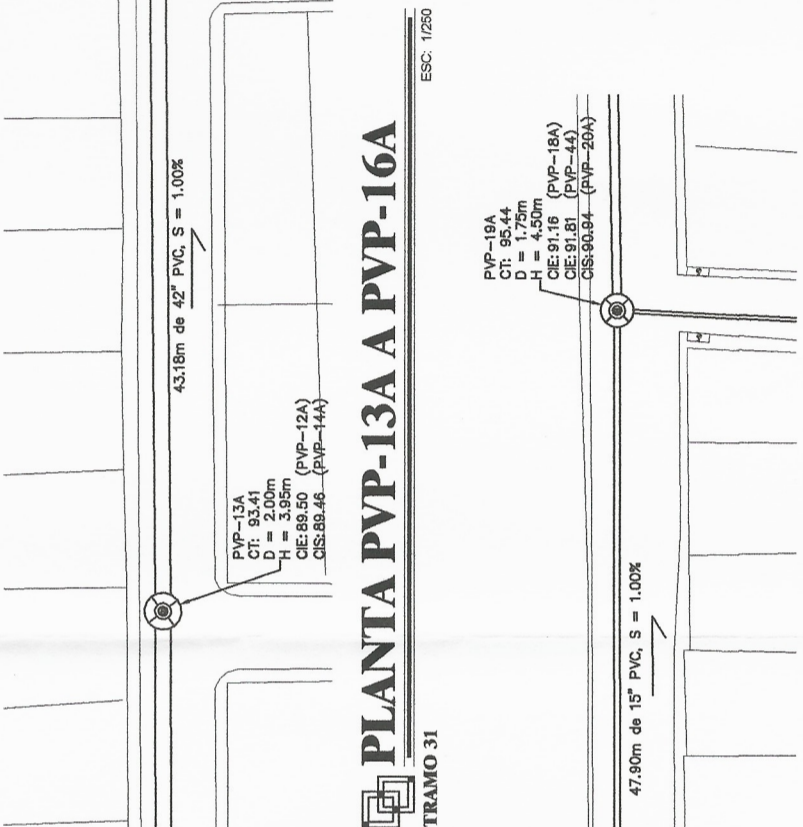 43.18m de 42" PVC, S = 1.00%
PVP-13A
CT: 93.41
D = 2.00m
H = 3.95m
CIE: 89.50 (PVP-12A)
CIS: 89.46 (PVP-14A)
PLANTA PVP-13A A PVP-16A
ESC: 1/250
TRAMO 31
PVP-19A
CT: 95.44
D = 1.75m
H = 4.50m
CIE: 91.16 (PVP-18A)
CIE: 91.81 (PVP-44)
CIS: 90.94 (PVP-20A)
47.90m de 15" PVC, S = 1.00%